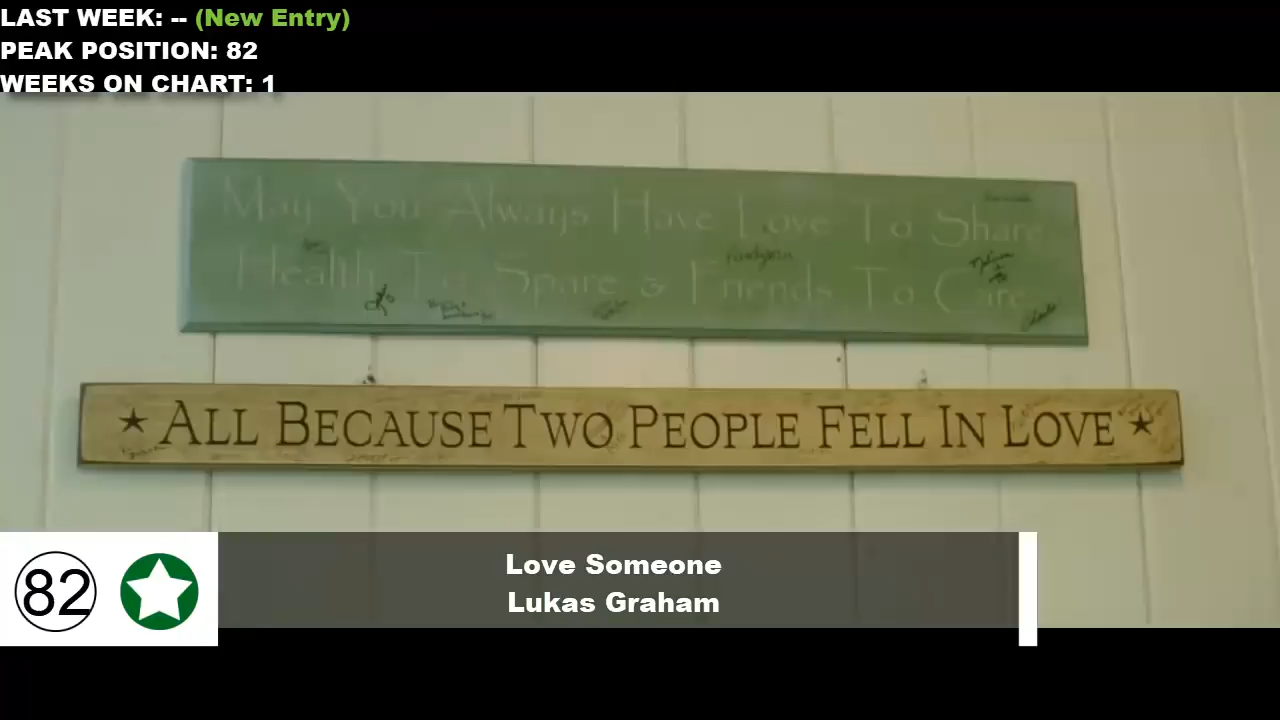 LAST WEEK: -- (New Entry)
PEAK POSITION: 82
WEEKS ON CHART: 1
May You Always Have Love To Share
Health To Spare & Friends To Care
★ ALL BECAUSE TWO PEOPLE FELL IN LOVE ★
82
Love Someone
Lukas Graham